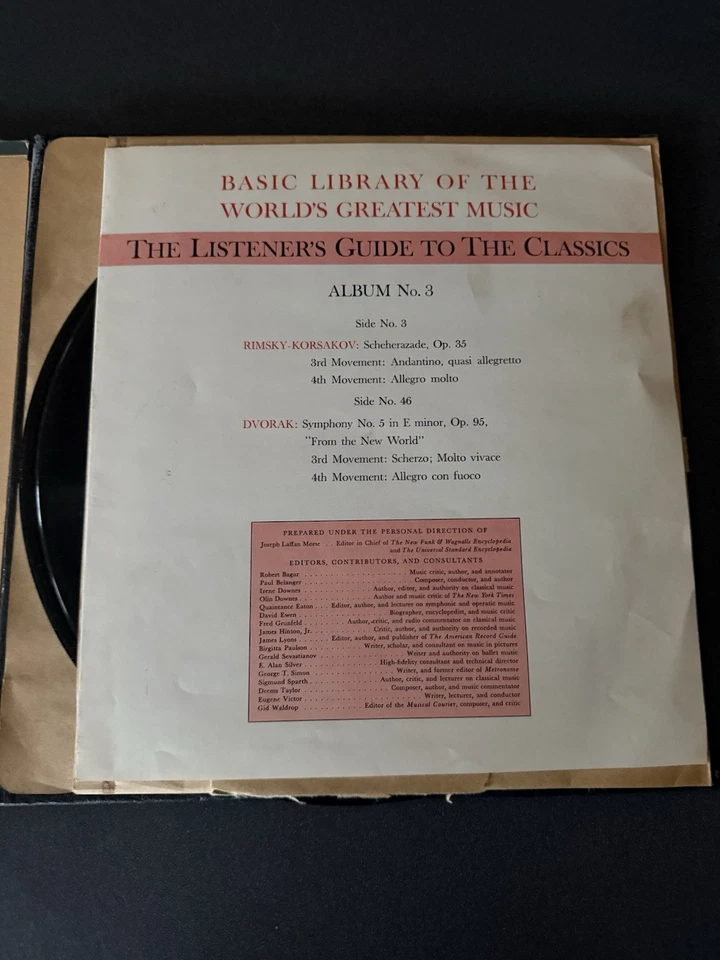 BASIC LIBRARY OF THE
WORLD'S GREATEST MUSIC
THE LISTENER'S GUIDE TO THE CLASSICS
ALBUM No. 3
Side No. 3
RIMSKY-KORSAKOV: Scheherazade, Op. 35
3rd Movement: Andantino, quasi allegretto
4th Movement: Allegro molto
Side No. 46
DVORAK: Symphony No. 5 in E minor, Op. 95,
"From the New World"
3rd Movement: Scherzo; Molto vivace
4th Movement: Allegro con fuoco
PREPARED UNDER THE PERSONAL DIRECTION OF
Joseph Laffan Morse . . Editor in Chief of The New Funk & Wagnalls Encyclopedia
and The Universal Standard Encyclopedia
EDITORS, CONTRIBUTORS, AND CONSULTANTS
Robert Bagar . . . . . . . . . . Music critic, author, and annotator
Paul Belanger . . . . . . . . . . Composer, conductor, and author
Irene Downes . . . . . . . . Author, editor, and authority on classical music
Olin Downes . . . . . . . . Author and music critic of The New York Times
Quaintance Eaton . . . Editor, author, and lecturer on symphonic and operatic music
David Ewen . . . . . . . . . . Biographer, encyclopedist, and music critic
Fred Grunfeld . . . . . Author, critic, and radio commentator on classical music
James Hinton, Jr. . . . . . . . Critic, author, and authority on recorded music
James Lyons . . . . Editor, author, and publisher of The American Record Guide
Birgitta Paulson . . . . . . . Writer, scholar, and consultant on music in pictures
Gerald Sevastianov . . . . . . . . Writer and authority on ballet music
E. Alan Silver . . . . . . . . High-fidelity consultant and technical director
George T. Simon . . . . . . . . Writer, and former editor of Metronome
Sigmund Spaeth . . . . . . . . Author, critic, and lecturer on classical music
Deems Taylor . . . . . . . . Composer, author, and music commentator
Eugene Victor . . . . . . . . . . Writer, lecturer, and conductor
Gid Waldrop . . . . . . . . Editor of the Musical Courier, composer, and critic